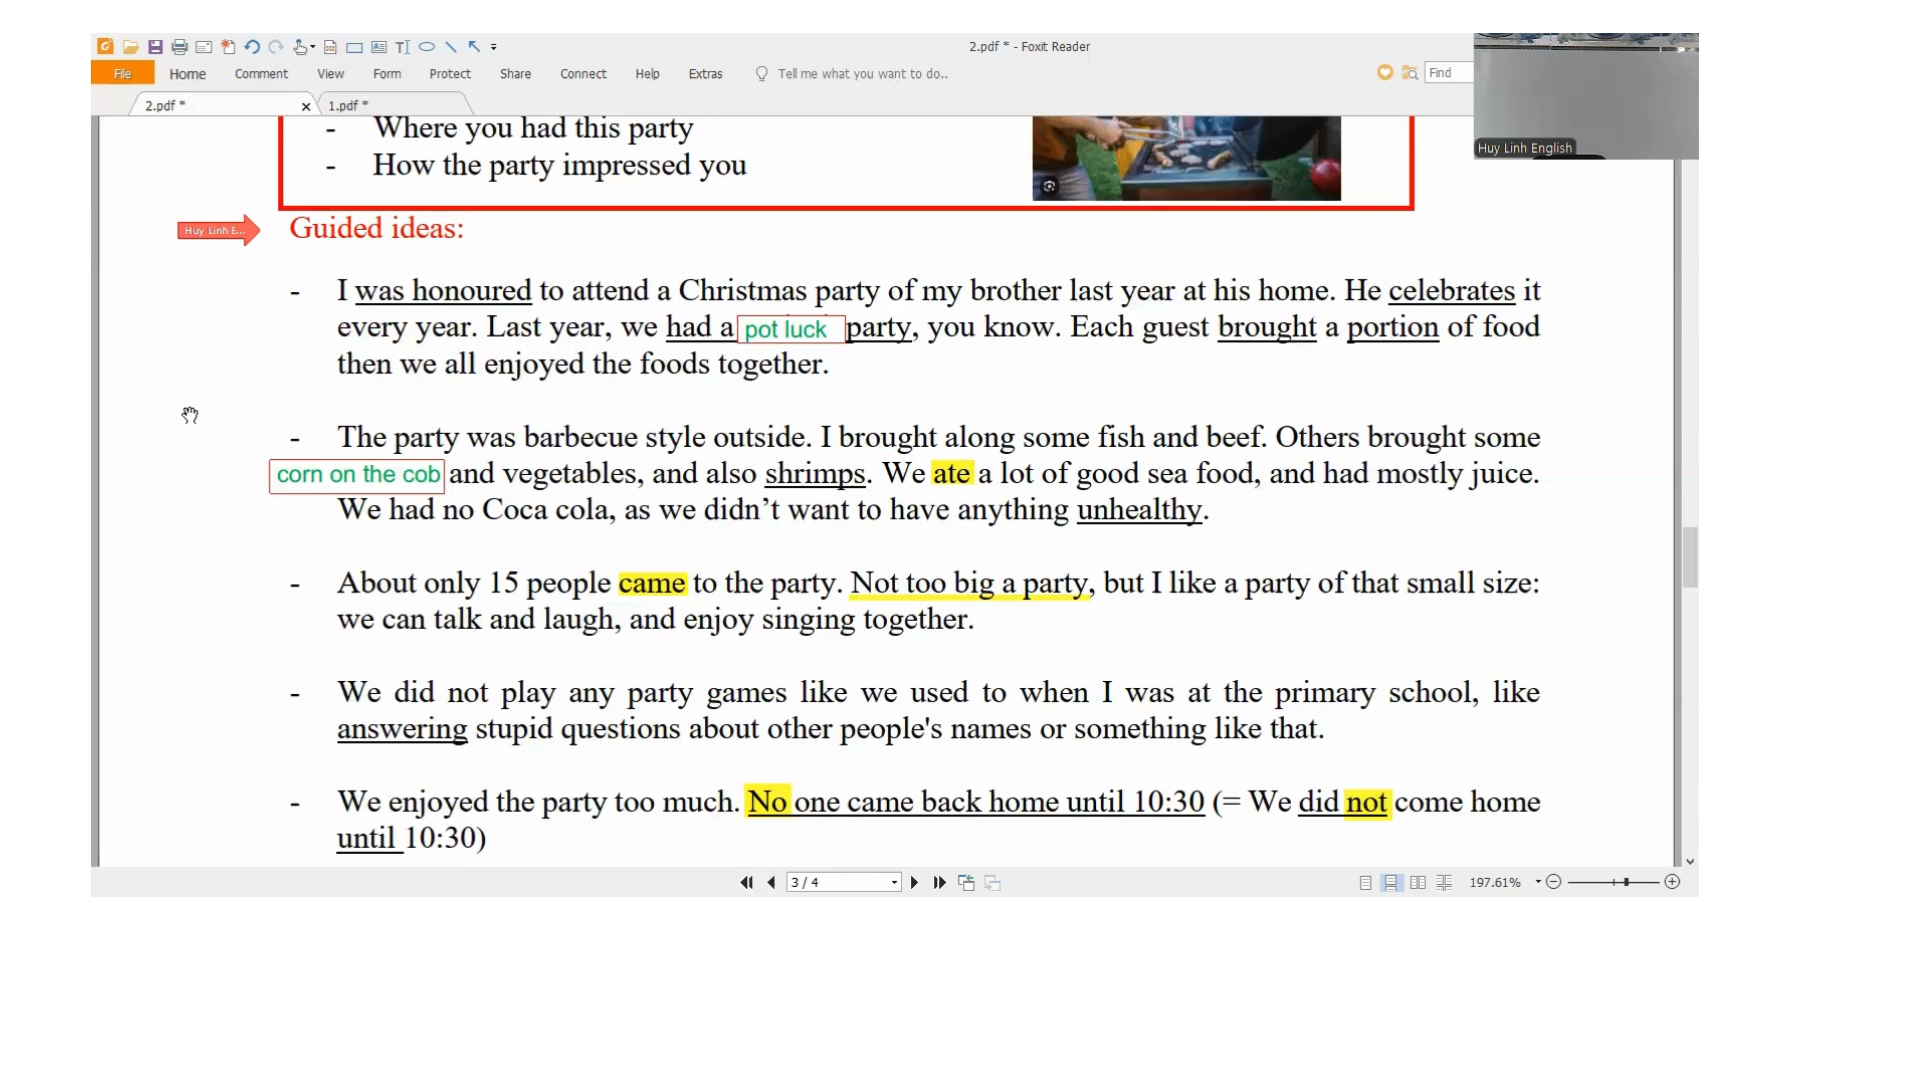 2.pdf * - Foxit Reader
File Home Comment View Form Protect Share Connect Help Extras Tell me what you want to do.. Find
2.pdf * 1.pdf *
Huy Linh English
- Where you had this party
- How the party impressed you
Huy Linh E... Guided ideas:
- I was honoured to attend a Christmas party of my brother last year at his home. He celebrates it
every year. Last year, we had a pot luck party, you know. Each guest brought a portion of food
then we all enjoyed the foods together.
- The party was barbecue style outside. I brought along some fish and beef. Others brought some
corn on the cob and vegetables, and also shrimps. We ate a lot of good sea food, and had mostly juice.
We had no Coca cola, as we didn’t want to have anything unhealthy.
- About only 15 people came to the party. Not too big a party, but I like a party of that small size:
we can talk and laugh, and enjoy singing together.
- We did not play any party games like we used to when I was at the primary school, like
answering stupid questions about other people's names or something like that.
- We enjoyed the party too much. No one came back home until 10:30 (= We did not come home
until 10:30)
3 / 4 197.61%